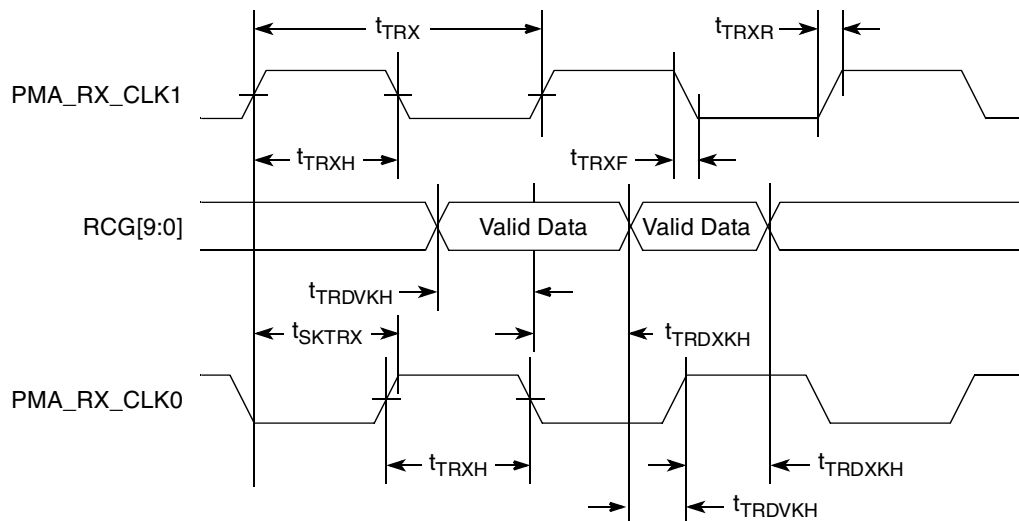 tTRX
tTRXR
PMA_RX_CLK1
tTRXH
tTRXF
RCG[9:0]
Valid Data
Valid Data
tTRDVKH
tSKTRX
tTRDXKH
PMA_RX_CLK0
tTRXH
tTRDXKH
tTRDVKH